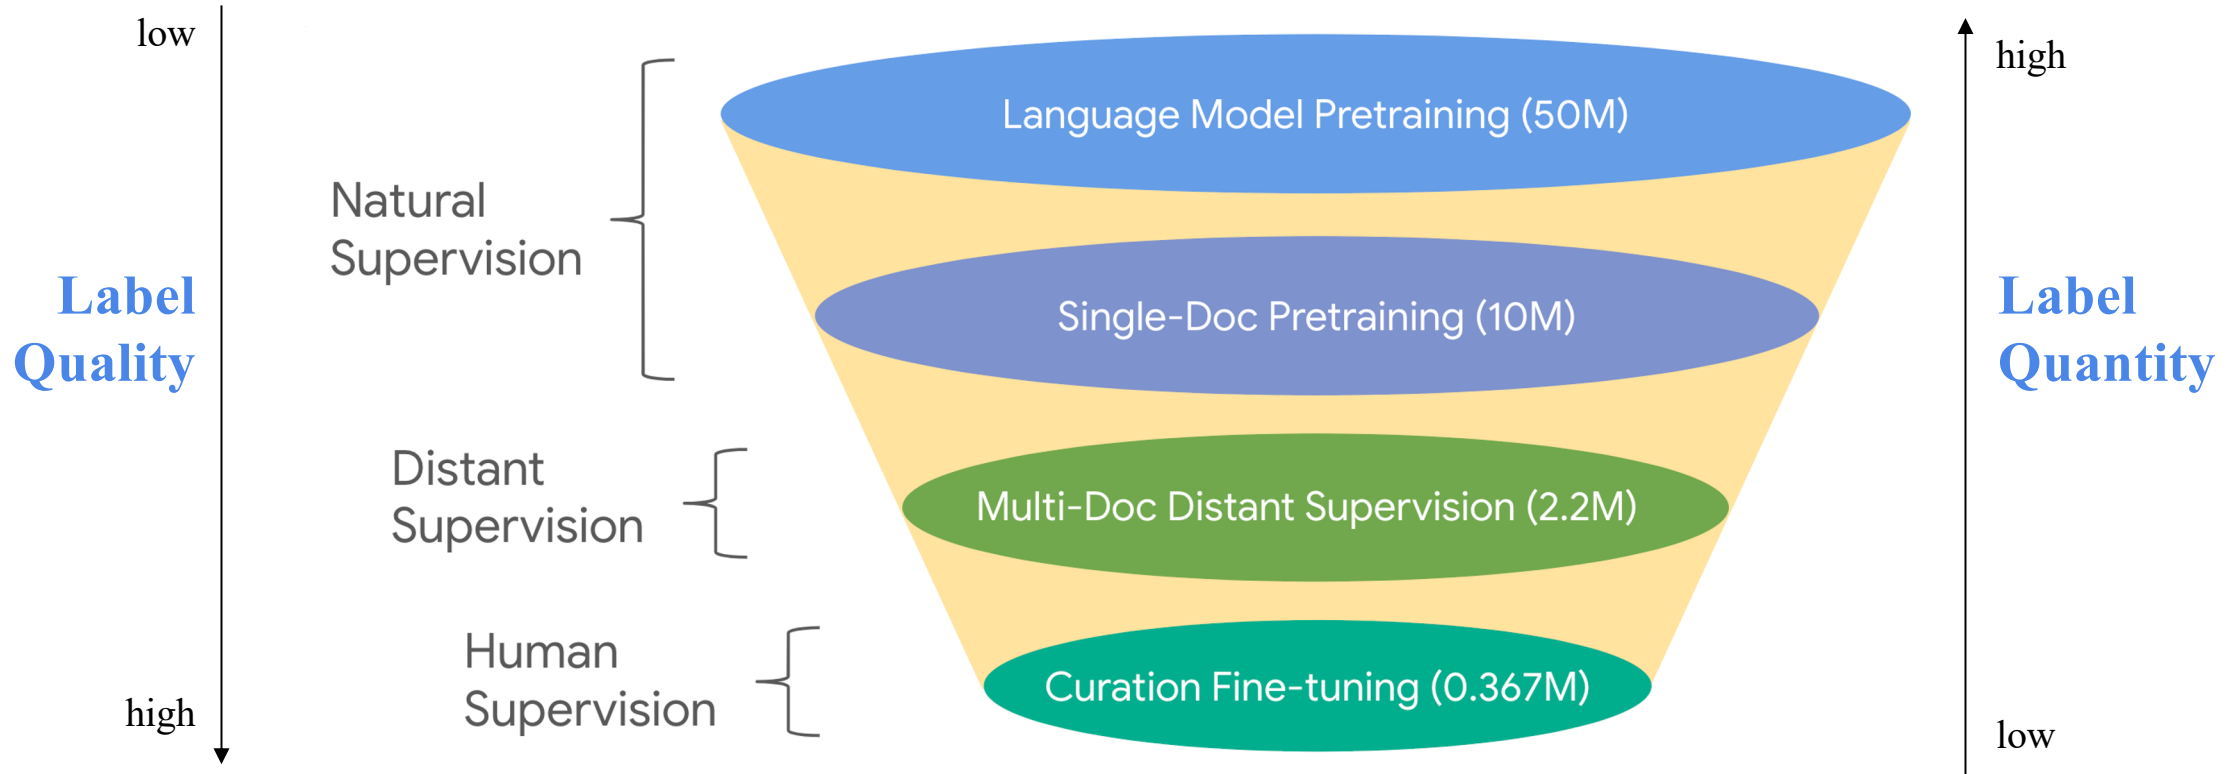 low
high
Language Model Pretraining (50M)
Natural
Supervision
Label
Quality
Single-Doc Pretraining (10M)
Label
Quantity
Distant
Supervision
Multi-Doc Distant Supervision (2.2M)
Human
Supervision
Curation Fine-tuning (0.367M)
high
low